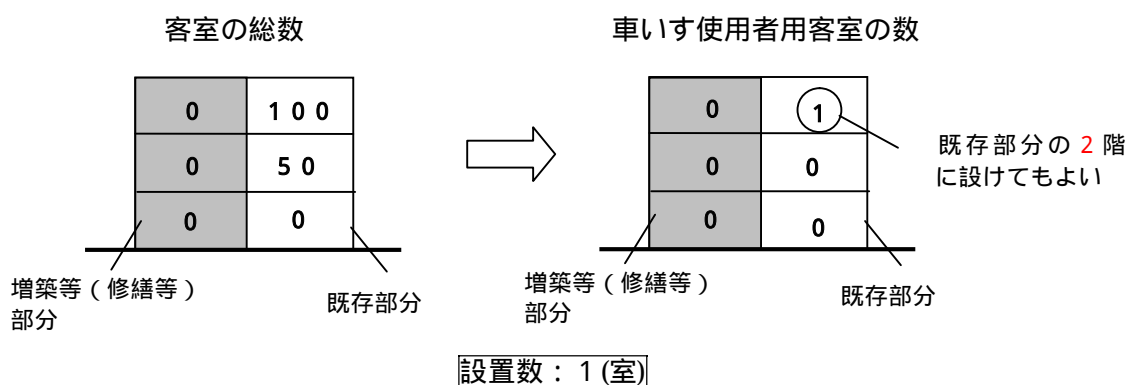 客室の総数
車いす使用者用客室の数
0 100
0 50
0 0
増築等(修繕等)
部分
既存部分
0 1
0 0
0 0
既存部分の2階
に設けてもよい
増築等(修繕等)
部分
既存部分
設置数:1(室)